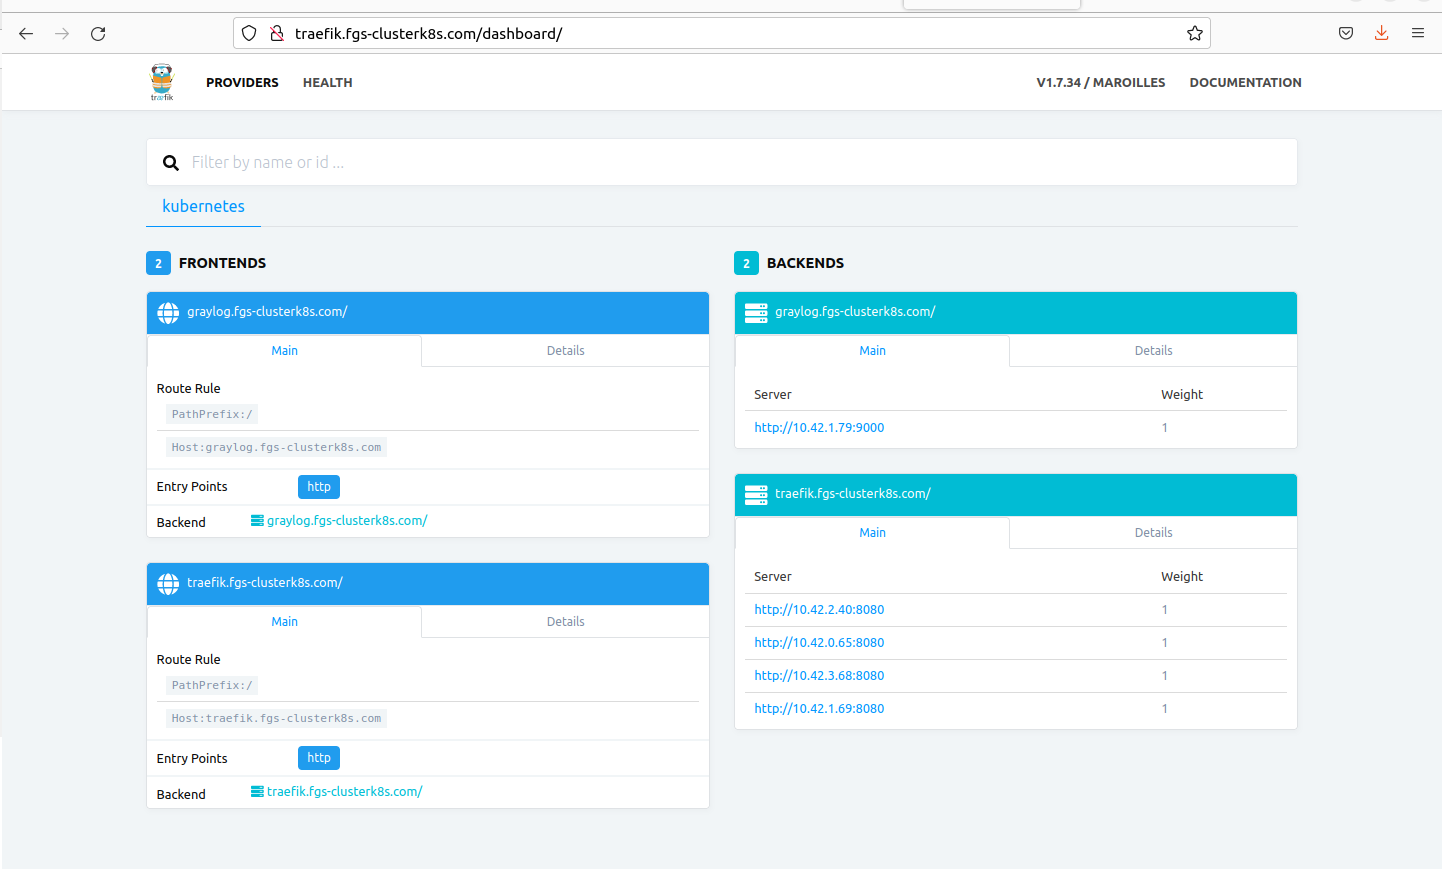 traefik.fgs-clusterk8s.com/dashboard/
træfik
PROVIDERS HEALTH V1.7.34 / MAROILLES DOCUMENTATION
Filter by name or id ...
kubernetes
2 FRONTENDS
graylog.fgs-clusterk8s.com/
Main Details
Route Rule
PathPrefix:/
Host:graylog.fgs-clusterk8s.com
Entry Points http
Backend graylog.fgs-clusterk8s.com/
traefik.fgs-clusterk8s.com/
Main Details
Route Rule
PathPrefix:/
Host:traefik.fgs-clusterk8s.com
Entry Points http
Backend traefik.fgs-clusterk8s.com/
2 BACKENDS
graylog.fgs-clusterk8s.com/
Main Details
Server Weight
http://10.42.1.79:9000 1
traefik.fgs-clusterk8s.com/
Main Details
Server Weight
http://10.42.2.40:8080 1
http://10.42.0.65:8080 1
http://10.42.3.68:8080 1
http://10.42.1.69:8080 1